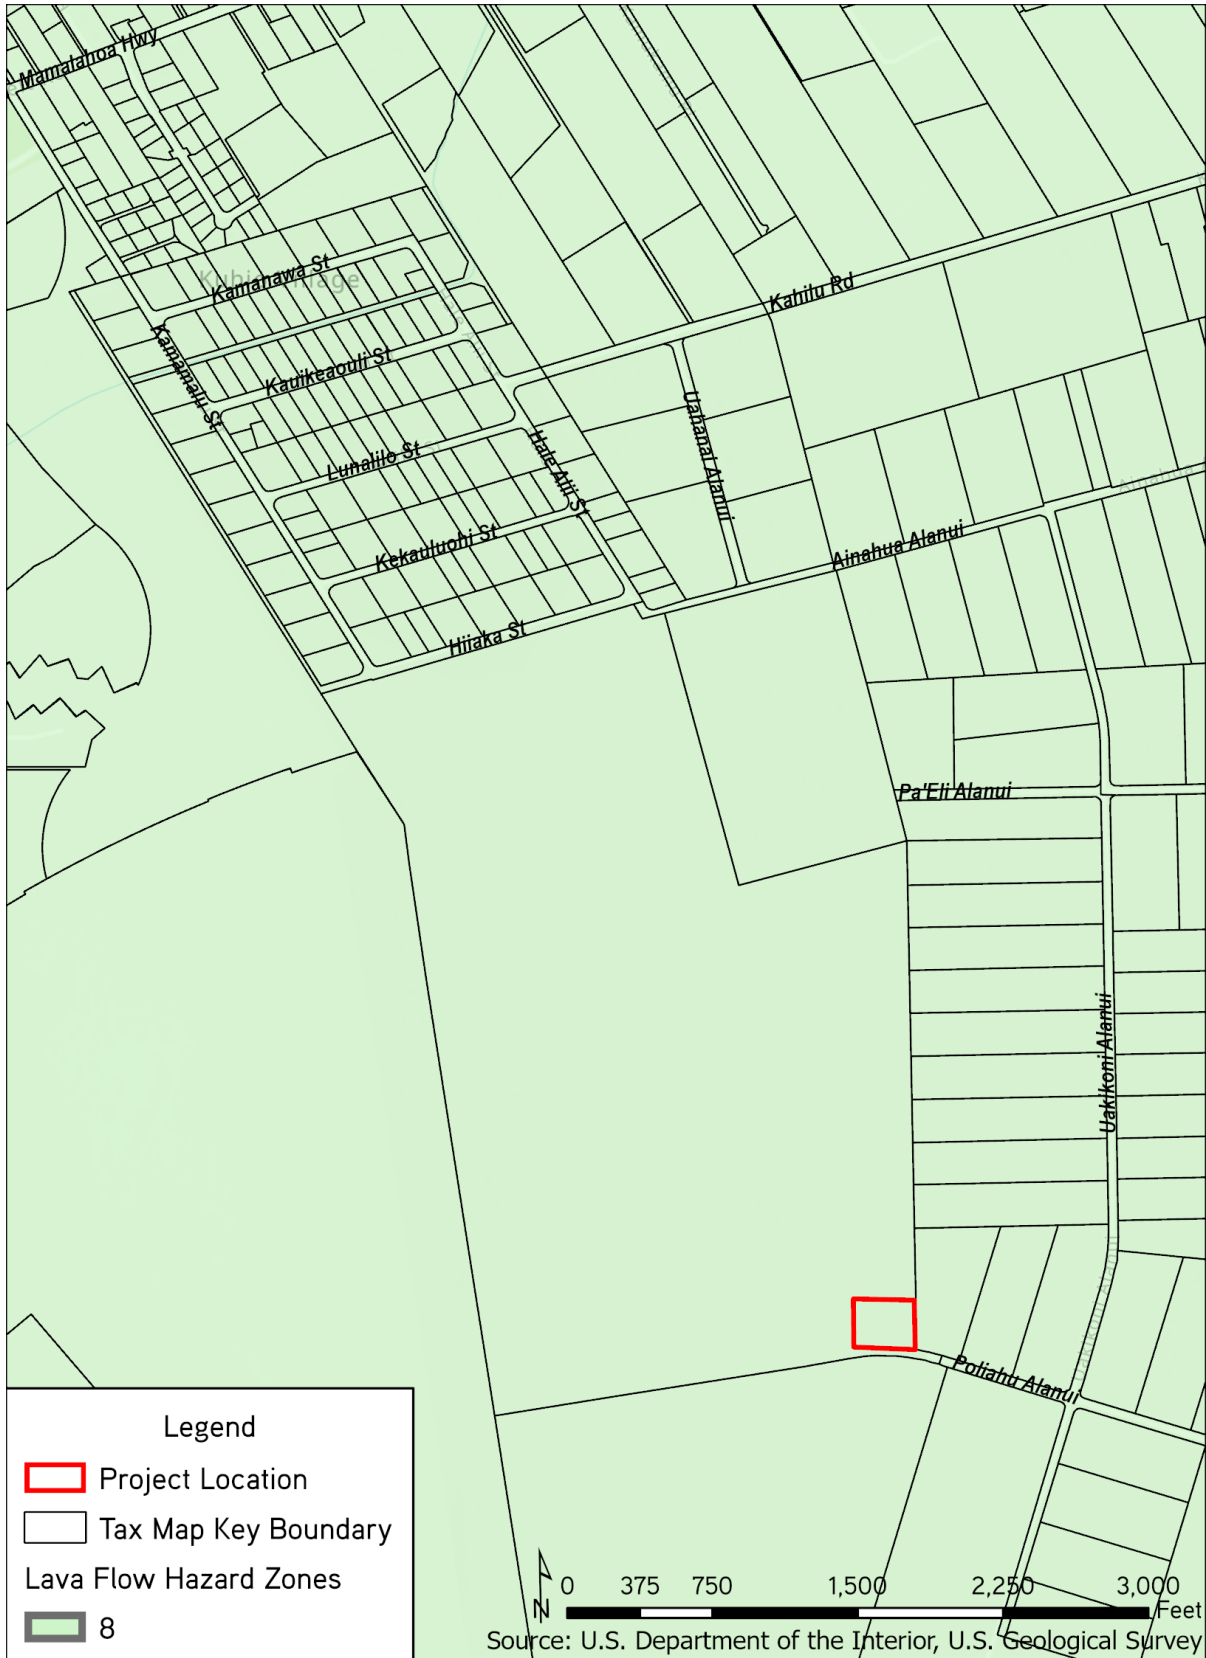 Mamalahoa Hwy
Kamanawa St
Kahilu Rd
Kamamalu St
Kauikeaouli St
Uahanai Alanui
Lunalilo St
Hale Alii St
Kekauluohi St
Ainahua Alanui
Hiiaka St
Pa'Eli Alanui
Uakikoni Alanui
Uakikoni Alanui
Poliahu Alanui
Legend
Project Location
Tax Map Key Boundary
Lava Flow Hazard Zones
8
N
0 375 750 1,500 2,250 3,000
Feet
Source: U.S. Department of the Interior, U.S. Geological Survey